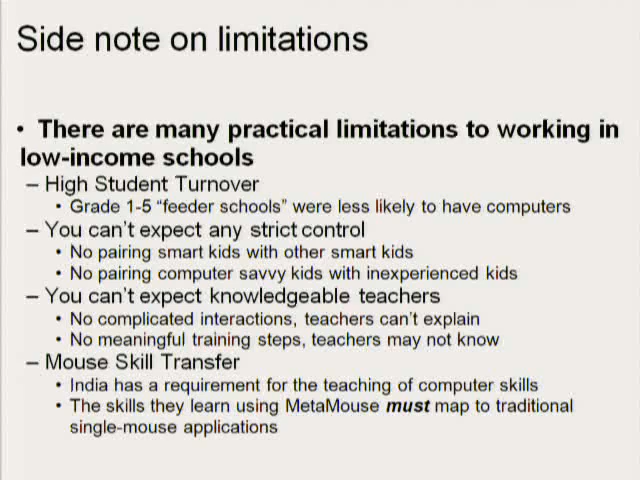 Side note on limitations
• There are many practical limitations to working in
low-income schools
– High Student Turnover
• Grade 1-5 “feeder schools” were less likely to have computers
– You can’t expect any strict control
• No pairing smart kids with other smart kids
• No pairing computer savvy kids with inexperienced kids
– You can’t expect knowledgeable teachers
• No complicated interactions, teachers can’t explain
• No meaningful training steps, teachers may not know
– Mouse Skill Transfer
• India has a requirement for the teaching of computer skills
• The skills they learn using MetaMouse must map to traditional
single-mouse applications